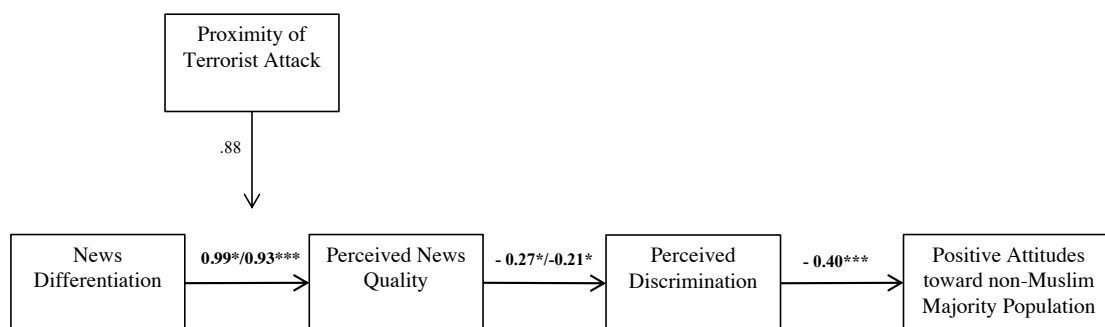 Proximity of
Terrorist Attack
.88
News
Differentiation
0.99*/0.93***
Perceived News
Quality
- 0.27*/-0.21*
Perceived
Discrimination
- 0.40***
Positive Attitudes
toward non-Muslim
Majority Population